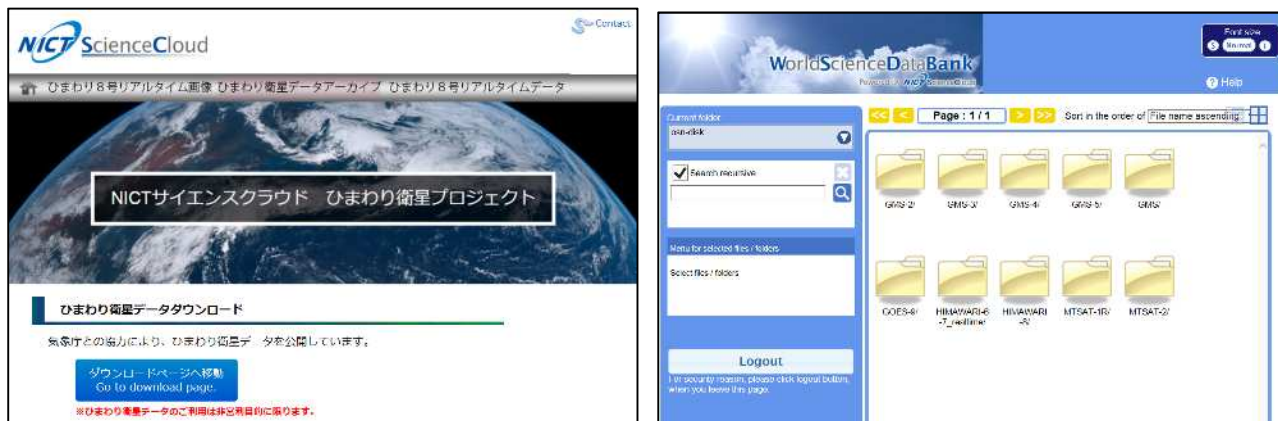 NICT ScienceCloud
Contact
ひまわり8号リアルタイム画像 ひまわり衛星データアーカイブ ひまわり8号リアルタイムデータ
NICTサイエンスクラウド ひまわり衛星プロジェクト
ひまわり衛星データダウンロード
気象庁との協力により、ひまわり衛星データを公開しています。
ダウンロードページへ移動
Go to download page.
※ひまわり衛星データのご利用は非営利目的に限ります。
WorldScienceDataBank
Powered by NICT ScienceCloud
Font size
S Normal
Help
Current folder
osn-disk
Search recursive
Menu for selected files / folders
Select files / folders
Logout
For security reason, please click logout button,
when you leave this page.
<< < Page : 1 / 1 > >> Sort in the order of File name ascending
GMS-2/ GMS-3/ GMS-4/ GMS-5/ GMS/
GOES-9/ HIMAWARI-6 HIMAWARI MTSAT-1R/ MTSAT-2/
-7_realtime/ -8/